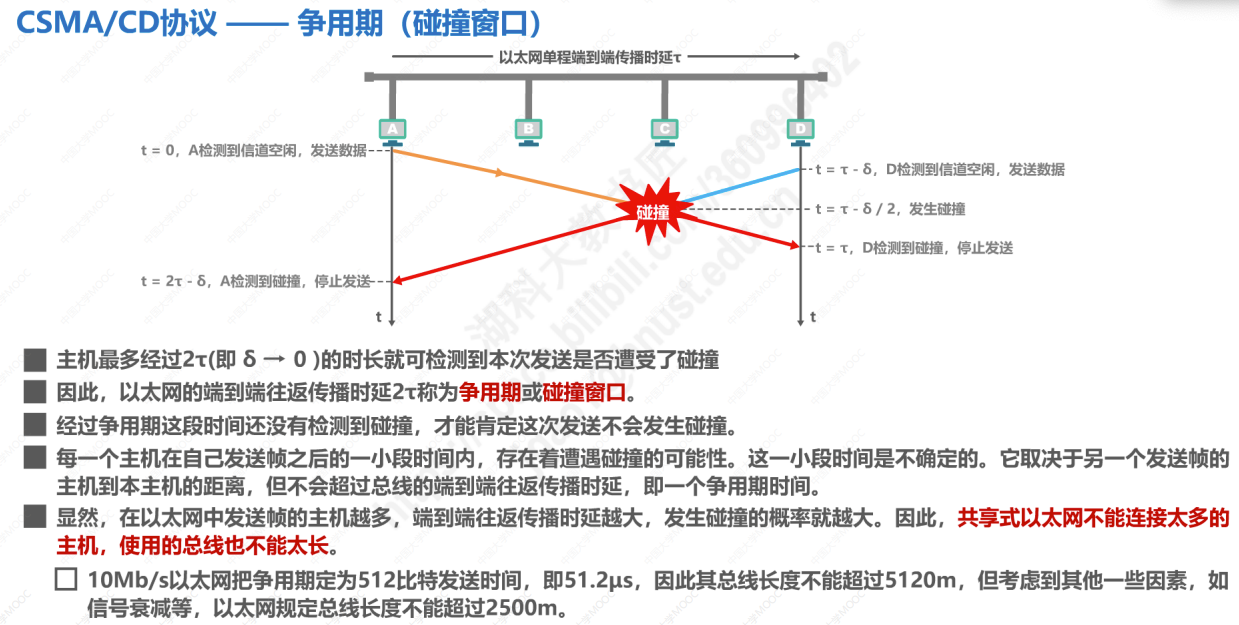 CSMA/CD协议 —— 争用期（碰撞窗口）
以太网单程端到端传播时延τ
A
B
C
D
t = 0，A检测到信道空闲，发送数据
t = τ - δ，D检测到信道空闲，发送数据
碰撞
t = τ - δ / 2，发生碰撞
t = τ，D检测到碰撞，停止发送
t = 2τ - δ，A检测到碰撞，停止发送
t
t
主机最多经过2τ(即 δ → 0 )的时长就可检测到本次发送是否遭受了碰撞
因此，以太网的端到端往返传播时延2τ称为争用期或碰撞窗口。
经过争用期这段时间还没有检测到碰撞，才能肯定这次发送不会发生碰撞。
每一个主机在自己发送帧之后的一小段时间内，存在着遭遇碰撞的可能性。这一小段时间是不确定的。它取决于另一个发送帧的
主机到本主机的距离，但不会超过总线的端到端往返传播时延，即一个争用期时间。
显然，在以太网中发送帧的主机越多，端到端往返传播时延越大，发生碰撞的概率就越大。因此，共享式以太网不能连接太多的
主机，使用的总线也不能太长。
10Mb/s以太网把争用期定为512比特发送时间，即51.2μs，因此其总线长度不能超过5120m，但考虑到其他一些因素，如
信号衰减等，以太网规定总线长度不能超过2500m。